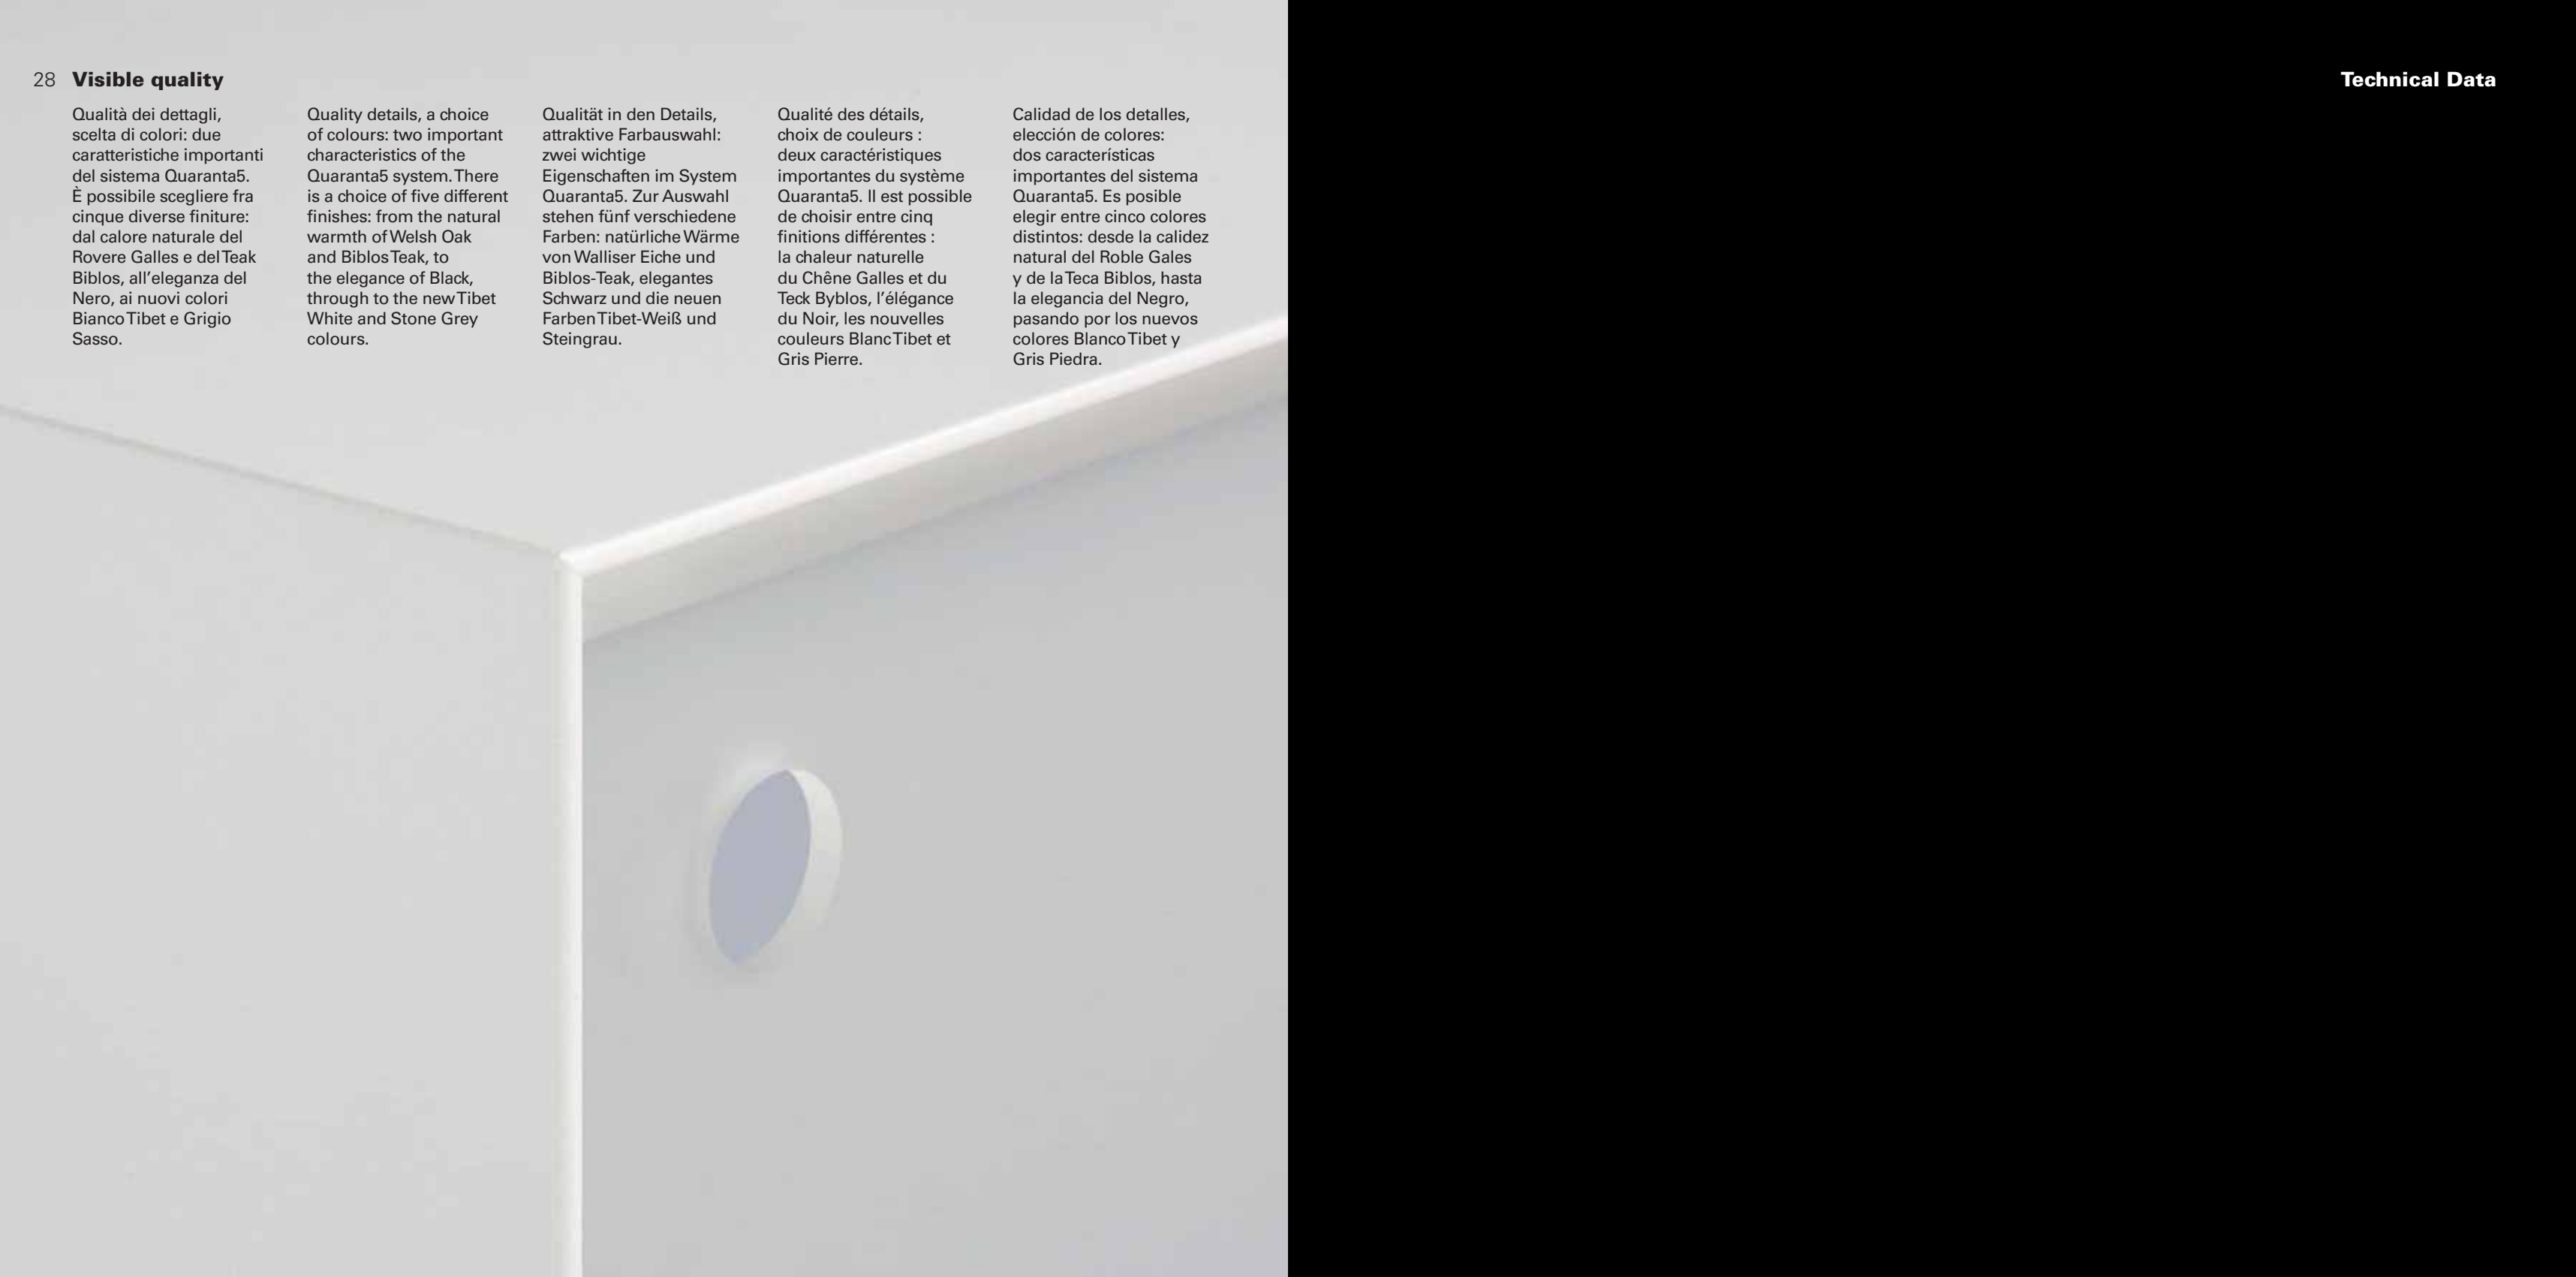 28 Visible quality
Qualità dei dettagli,
scelta di colori: due
caratteristiche importanti
del sistema Quaranta5.
È possibile scegliere fra
cinque diverse finiture:
dal calore naturale del
Rovere Galles e del Teak
Biblos, all’eleganza del
Nero, ai nuovi colori
Bianco Tibet e Grigio
Sasso.
Quality details, a choice
of colours: two important
characteristics of the
Quaranta5 system. There
is a choice of five different
finishes: from the natural
warmth of Welsh Oak
and Biblos Teak, to
the elegance of Black,
through to the new Tibet
White and Stone Grey
colours.
Qualität in den Details,
attraktive Farbauswahl:
zwei wichtige
Eigenschaften im System
Quaranta5. Zur Auswahl
stehen fünf verschiedene
Farben: natürliche Wärme
von Walliser Eiche und
Biblos-Teak, elegantes
Schwarz und die neuen
Farben Tibet-Weiß und
Steingrau.
Qualité des détails,
choix de couleurs :
deux caractéristiques
importantes du système
Quaranta5. Il est possible
de choisir entre cinq
finitions différentes :
la chaleur naturelle
du Chêne Galles et du
Teck Byblos, l’élégance
du Noir, les nouvelles
couleurs Blanc Tibet et
Gris Pierre.
Calidad de los detalles,
elección de colores:
dos características
importantes del sistema
Quaranta5. Es posible
elegir entre cinco colores
distintos: desde la calidez
natural del Roble Gales
y de la Teca Biblos, hasta
la elegancia del Negro,
pasando por los nuevos
colores Blanco Tibet y
Gris Piedra.
Technical Data